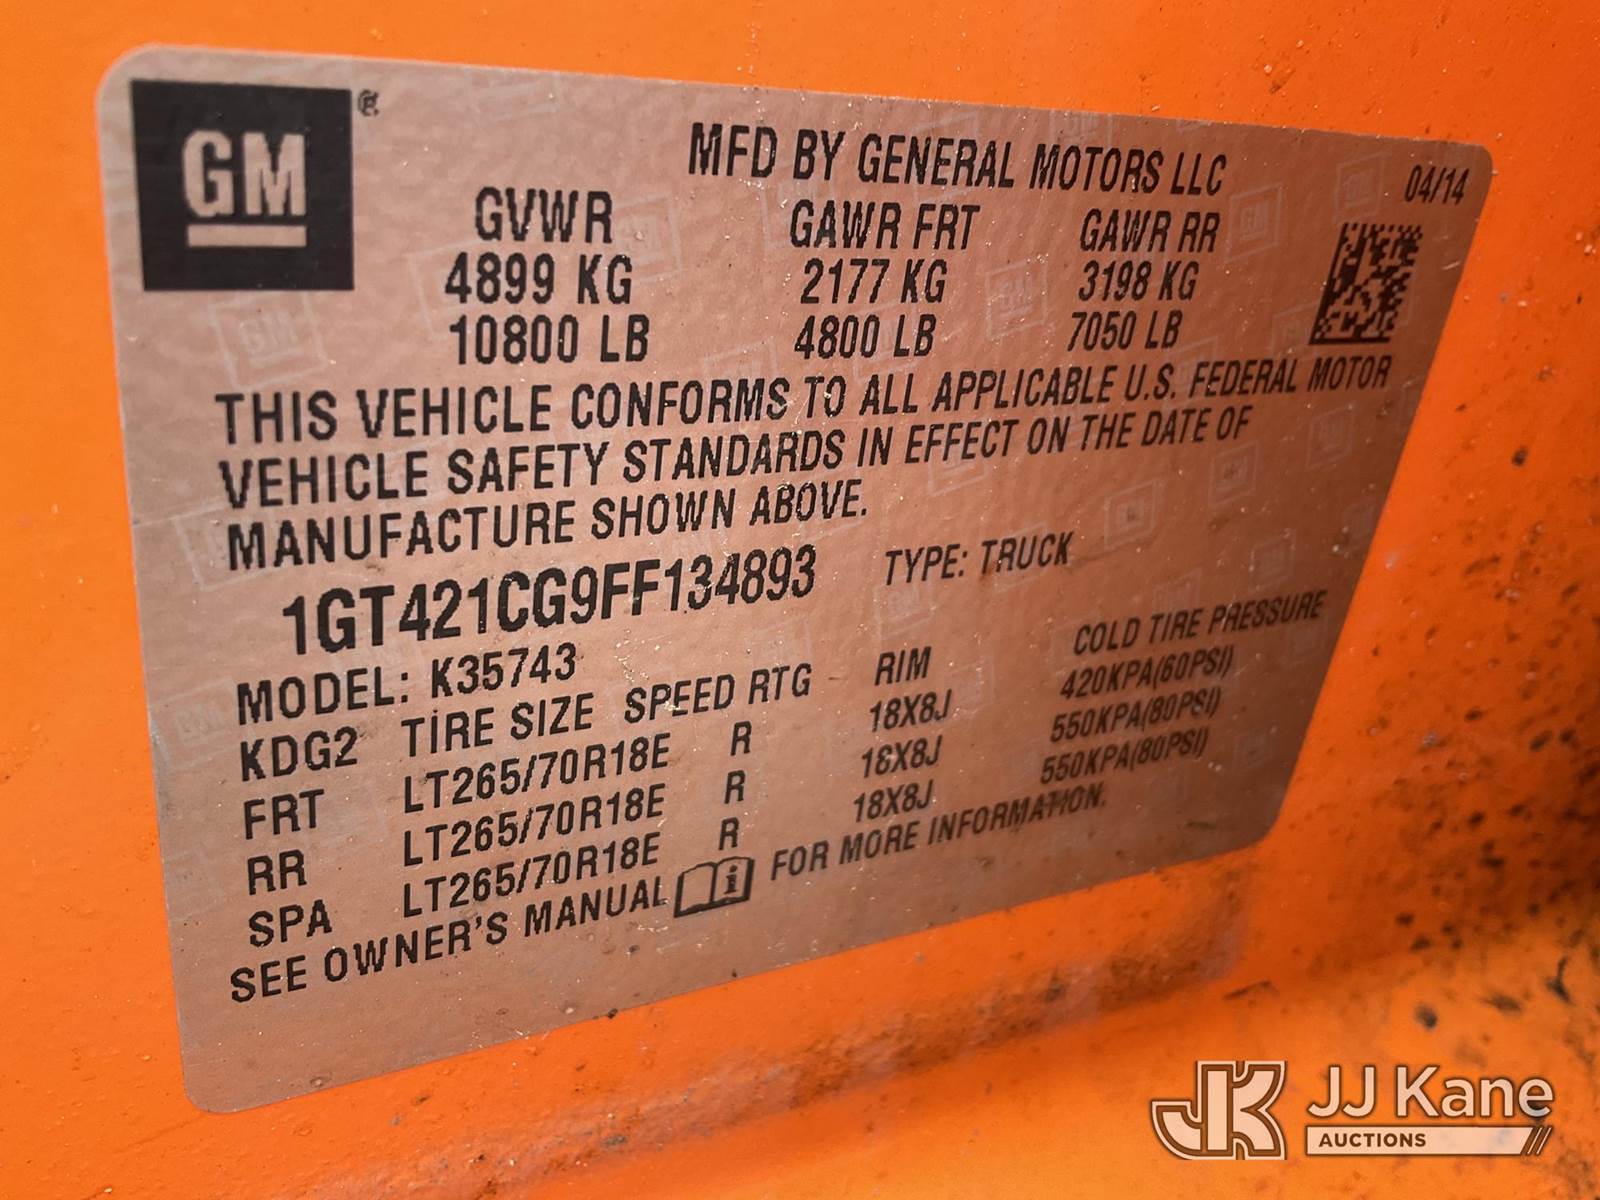 GM
MFD BY GENERAL MOTORS LLC
04/14
GVWR GAWR FRT GAWR RR
4899 KG 2177 KG 3198 KG
10800 LB 4800 LB 7050 LB
THIS VEHICLE CONFORMS TO ALL APPLICABLE U.S. FEDERAL MOTOR
VEHICLE SAFETY STANDARDS IN EFFECT ON THE DATE OF
MANUFACTURE SHOWN ABOVE.
1GT421CG9FF134893 TYPE: TRUCK
MODEL: K35743
KDG2 TIRE SIZE SPEED RTG RIM COLD TIRE PRESSURE
FRT LT265/70R18E R 18X8J 420KPA(60PSI)
RR LT265/70R18E R 18X8J 550KPA(80PSI)
SPA LT265/70R18E R 18X8J 550KPA(80PSI)
SEE OWNER'S MANUAL i FOR MORE INFORMATION.
JK JJ Kane
AUCTIONS